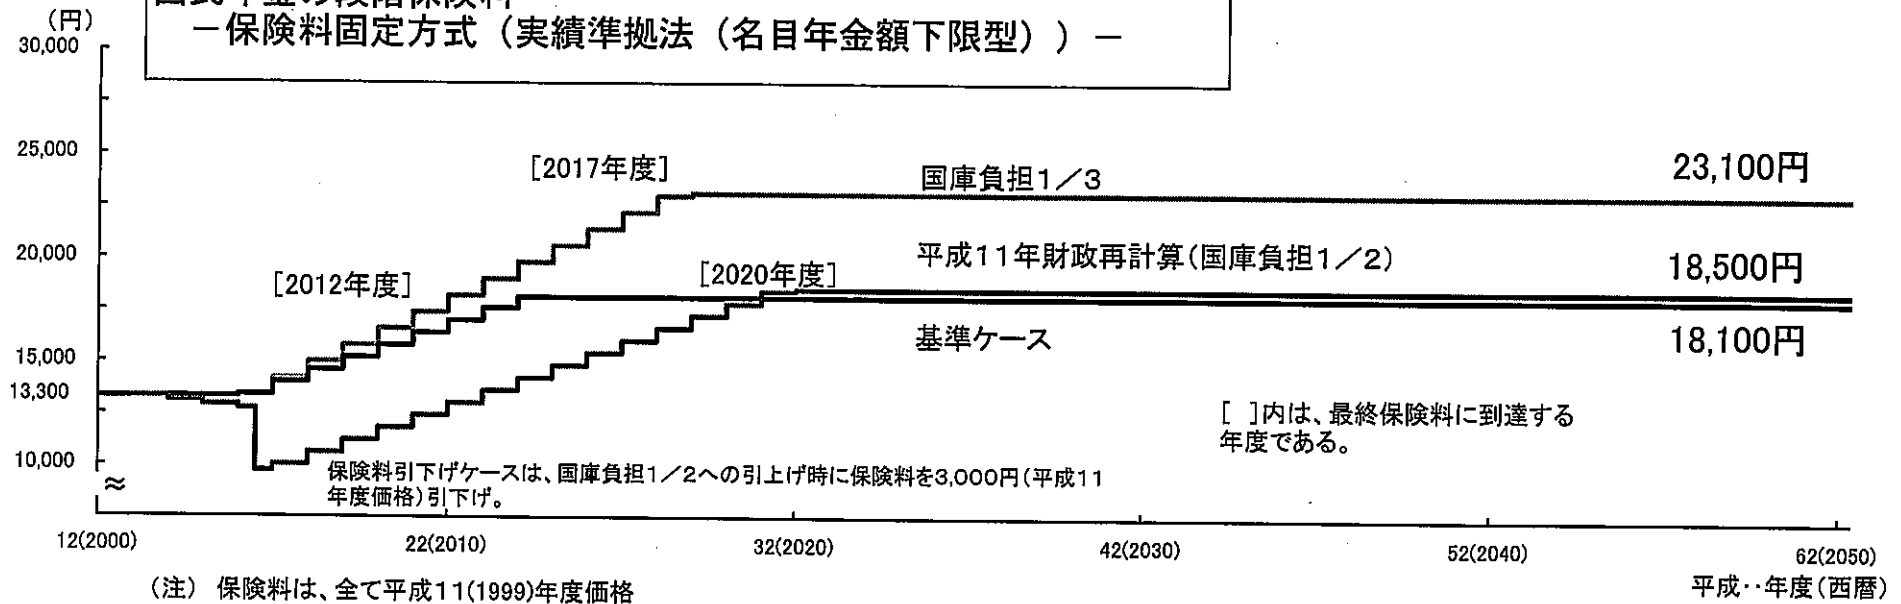 (円)
－保険料固定方式（実績準拠法（名目年金額下限型））－
30,000
25,000
20,000
15,000
13,300
10,000
≈
[2017年度]
国庫負担1／3
23,100円
[2012年度]
[2020年度]
平成11年財政再計算(国庫負担1／2)
18,500円
基準ケース
18,100円
[ ]内は、最終保険料に到達する
年度である。
保険料引下げケースは、国庫負担1／2への引上げ時に保険料を3,000円(平成11
年度価格)引下げ。
12(2000)
22(2010)
32(2020)
42(2030)
52(2040)
62(2050)
（注） 保険料は、全て平成11(1999)年度価格
平成‥年度(西暦)